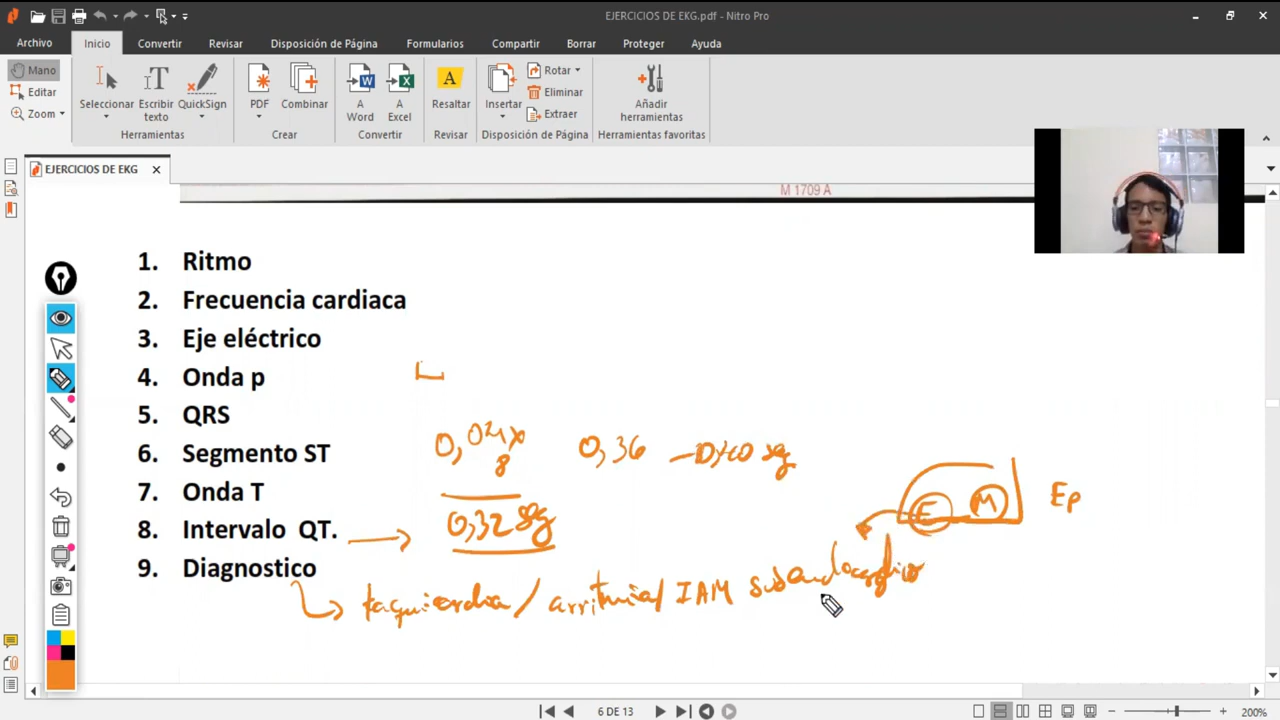 EJERCICIOS DE EKG.pdf - Nitro Pro
Archivo Inicio Convertir Revisar Disposición de Página Formularios Compartir Borrar Proteger Ayuda
Mano
Editar
Zoom
Seleccionar
Escribir texto
QuickSign
PDF
Combinar
A Word
A Excel
Resaltar
Insertar
Rotar
Eliminar
Extraer
Añadir herramientas
Herramientas Crear Convertir Revisar Disposición de Página Herramientas favoritas
EJERCICIOS DE EKG
M 1709 A
1. Ritmo
2. Frecuencia cardiaca
3. Eje eléctrico
4. Onda p
5. QRS
6. Segmento ST
7. Onda T
8. Intervalo QT.
9. Diagnostico
0,04x
8
0,32 sg
0,36
E M Ep
taquicardia / arritmia / IAM subendocardico
6 DE 13
200%